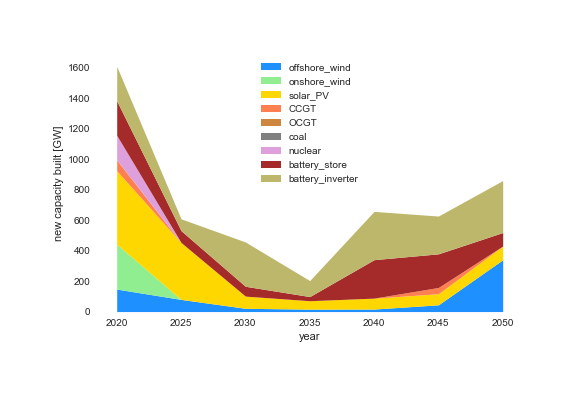 1600
1400
1200
1000
800
600
400
200
0
new capacity built [GW]
offshore_wind
onshore_wind
solar_PV
CCGT
OCGT
coal
nuclear
battery_store
battery_inverter
2020 2025 2030 2035 2040 2045 2050
year